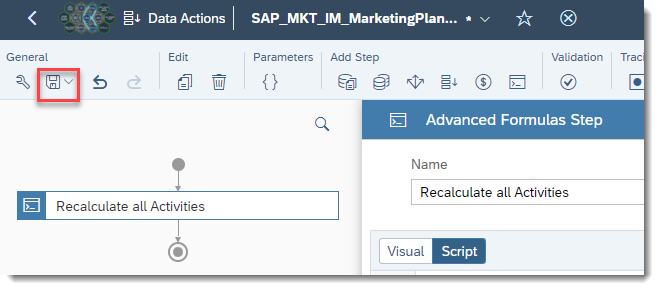 Data Actions SAP_MKT_IM_MarketingPlan... *
General Edit Parameters Add Step Validation Traci
{ }
Advanced Formulas Step
Name
Recalculate all Activities
Recalculate all Activities
Visual Script